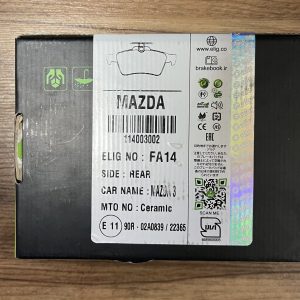 www.elig.co
brakebook.ir
MAZDA
114003002
ELIG NO : FA14
SIDE : REAR
CAR NAME : MAZDA 3
MTO NO : Ceramic
E 11 90R - 02A0839 / 22365
SCAN ME